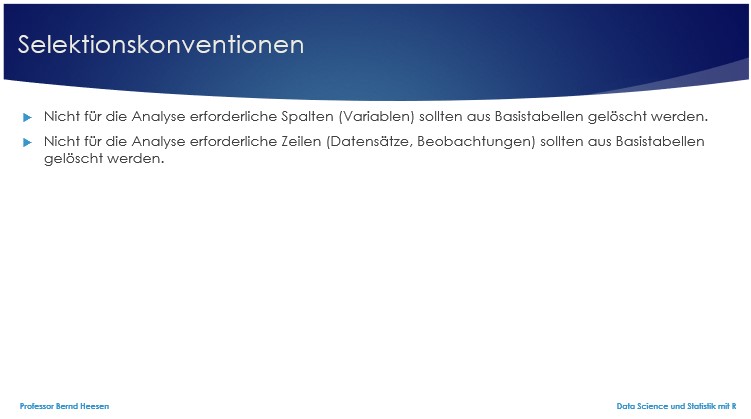 Selektionskonventionen
Nicht für die Analyse erforderliche Spalten (Variablen) sollten aus Basistabellen gelöscht werden.
Nicht für die Analyse erforderliche Zeilen (Datensätze, Beobachtungen) sollten aus Basistabellen
gelöscht werden.
Professor Bernd Heesen
Data Science und Statistik mit R